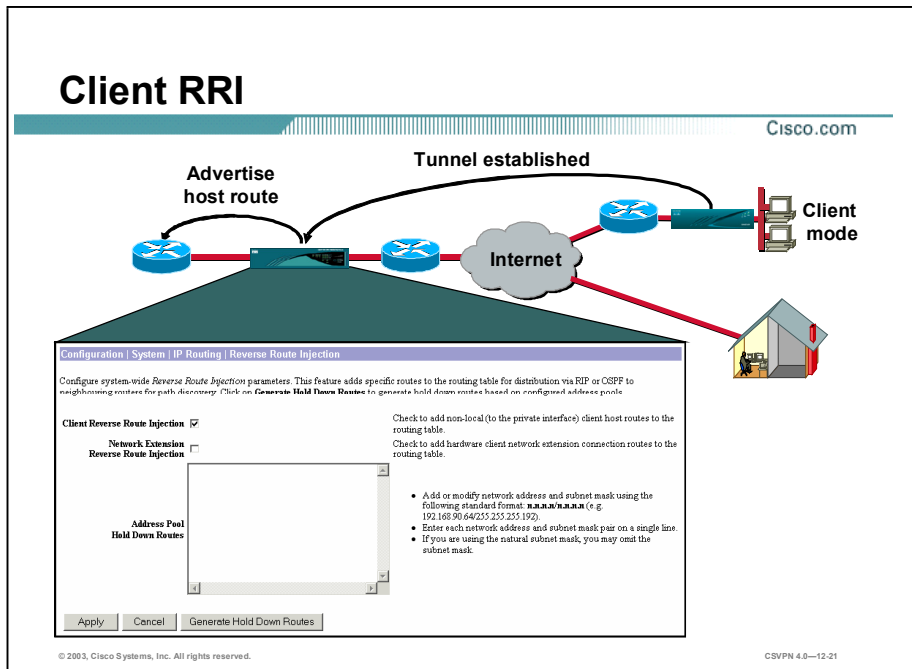 Client RRI
Cisco.com
Advertise
host route
Tunnel established
Client
mode
Internet
Configuration | System | IP Routing | Reverse Route Injection
Configure system-wide Reverse Route Injection parameters. This feature adds specific routes to the routing table for distribution via RIP or OSPF to
neighbouring routers for path discovery. Click on Generate Hold Down Routes to generate hold down routes based on configured address pools
Client Reverse Route Injection
Check to add non-local (to the private interface) client host routes to the
routing table.
Network Extension
Reverse Route Injection
Check to add hardware client network extension connection routes to the
routing table.
Address Pool
Hold Down Routes
• Add or modify network address and subnet mask using the
following standard format: n.n.n.n/n.n.n.n (e.g.
192.168.90.64/255.255.255.192).
• Enter each network address and subnet mask pair on a single line.
• If you are using the natural subnet mask, you may omit the
subnet mask.
Apply Cancel Generate Hold Down Routes
© 2003, Cisco Systems, Inc. All rights reserved.
CSVPN 4.0—12-21